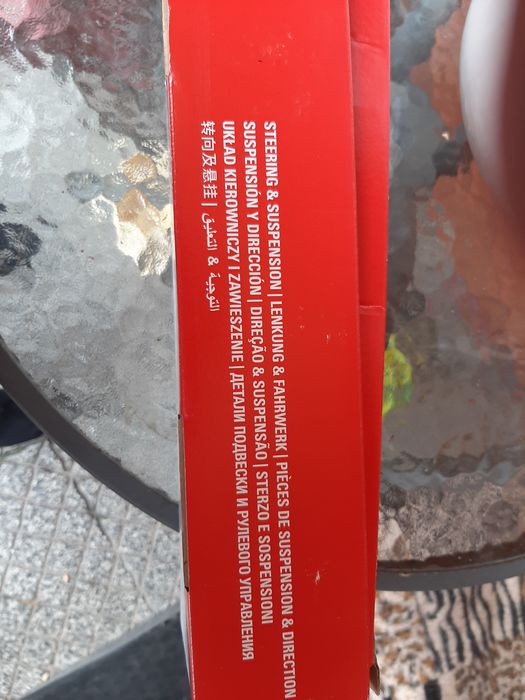 STEERING & SUSPENSION | LENKUNG & FAHRWERK | PIÈCES DE SUSPENSION & DIRECTION
SUSPENSIÓN Y DIRECCIÓN | DIREÇÃO & SUSPENSÃO | STERZO E SOSPENSIONI
UKŁAD KIEROWNICZY I ZAWIESZENIE | ДЕТАЛИ ПОДВЕСКИ И РУЛЕВОГО УПРАВЛЕНИЯ
转向及悬挂 | التوجية & التعليق